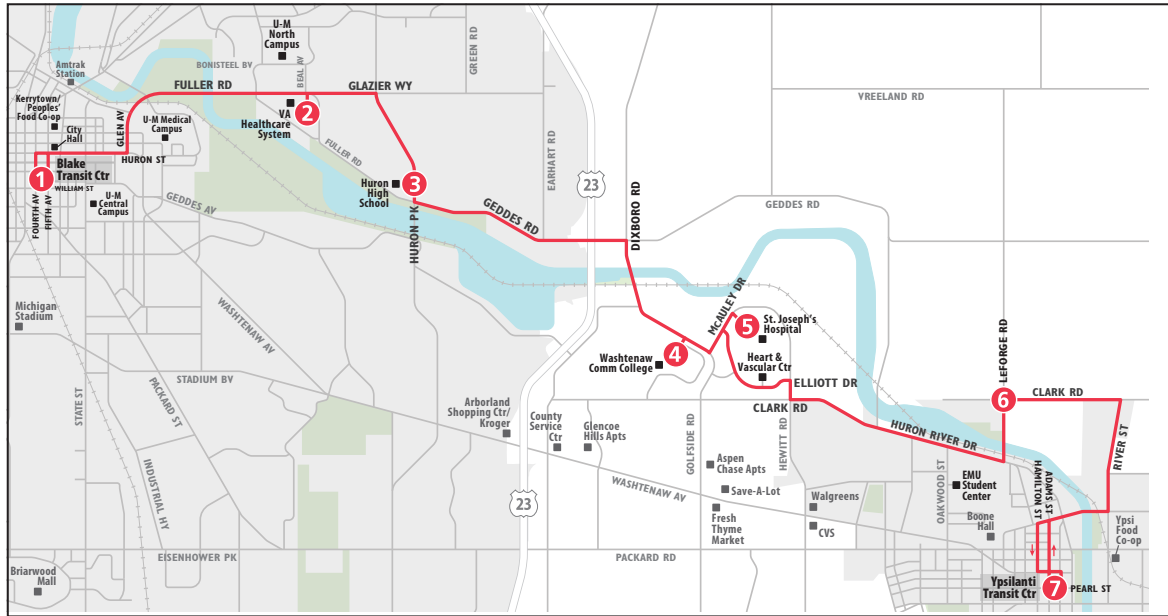 Amtrak
Station
Kerrytown/
Peoples'
Food Co-op
City
Hall
GLEN AV
U-M Medical
Campus
FULLER RD
BONISTEEL BV
U-M
North
Campus
BEAL AV
VA
Healthcare
System
2
GLAZIER WY
GREEN RD
1
Blake
Transit Ctr
HURON ST
WILLIAM ST
FOURTH AV
FIFTH AV
U-M
Central
Campus
GEDDES AV
FULLER RD
Huron
High
School
3
HURON PK
GEDDES RD
EARHART RD
23
DIXBORO RD
VREELAND RD
GEDDES RD
Michigan
Stadium
WASHTENAW AV
STADIUM BV
STATE ST
PACKARD ST
INDUSTRIAL HY
EISENHOWER PK
Briarwood
Mall
Arborland
Shopping Ctr/
Kroger
County
Service
Ctr
Glencoe
Hills Apts
Washtenaw
Comm College
4
McAULEY DR
5
St. Joseph's
Hospital
Heart &
Vascular Ctr
ELLIOTT DR
CLARK RD
GOLFSIDE RD
HEWITT RD
Aspen
Chase Apts
Save-A-Lot
Fresh
Thyme
Market
Walgreens
CVS
WASHTENAW AV
23
PACKARD RD
HURON RIVER DR
LEFORGE RD
6
CLARK RD
RIVER ST
OAKWOOD ST
EMU
Student
Center
Boone
Hall
HAMILTON ST
ADAMS ST
Ypsi
Food
Co-op
Ypsilanti
Transit Ctr
7
PEARL ST